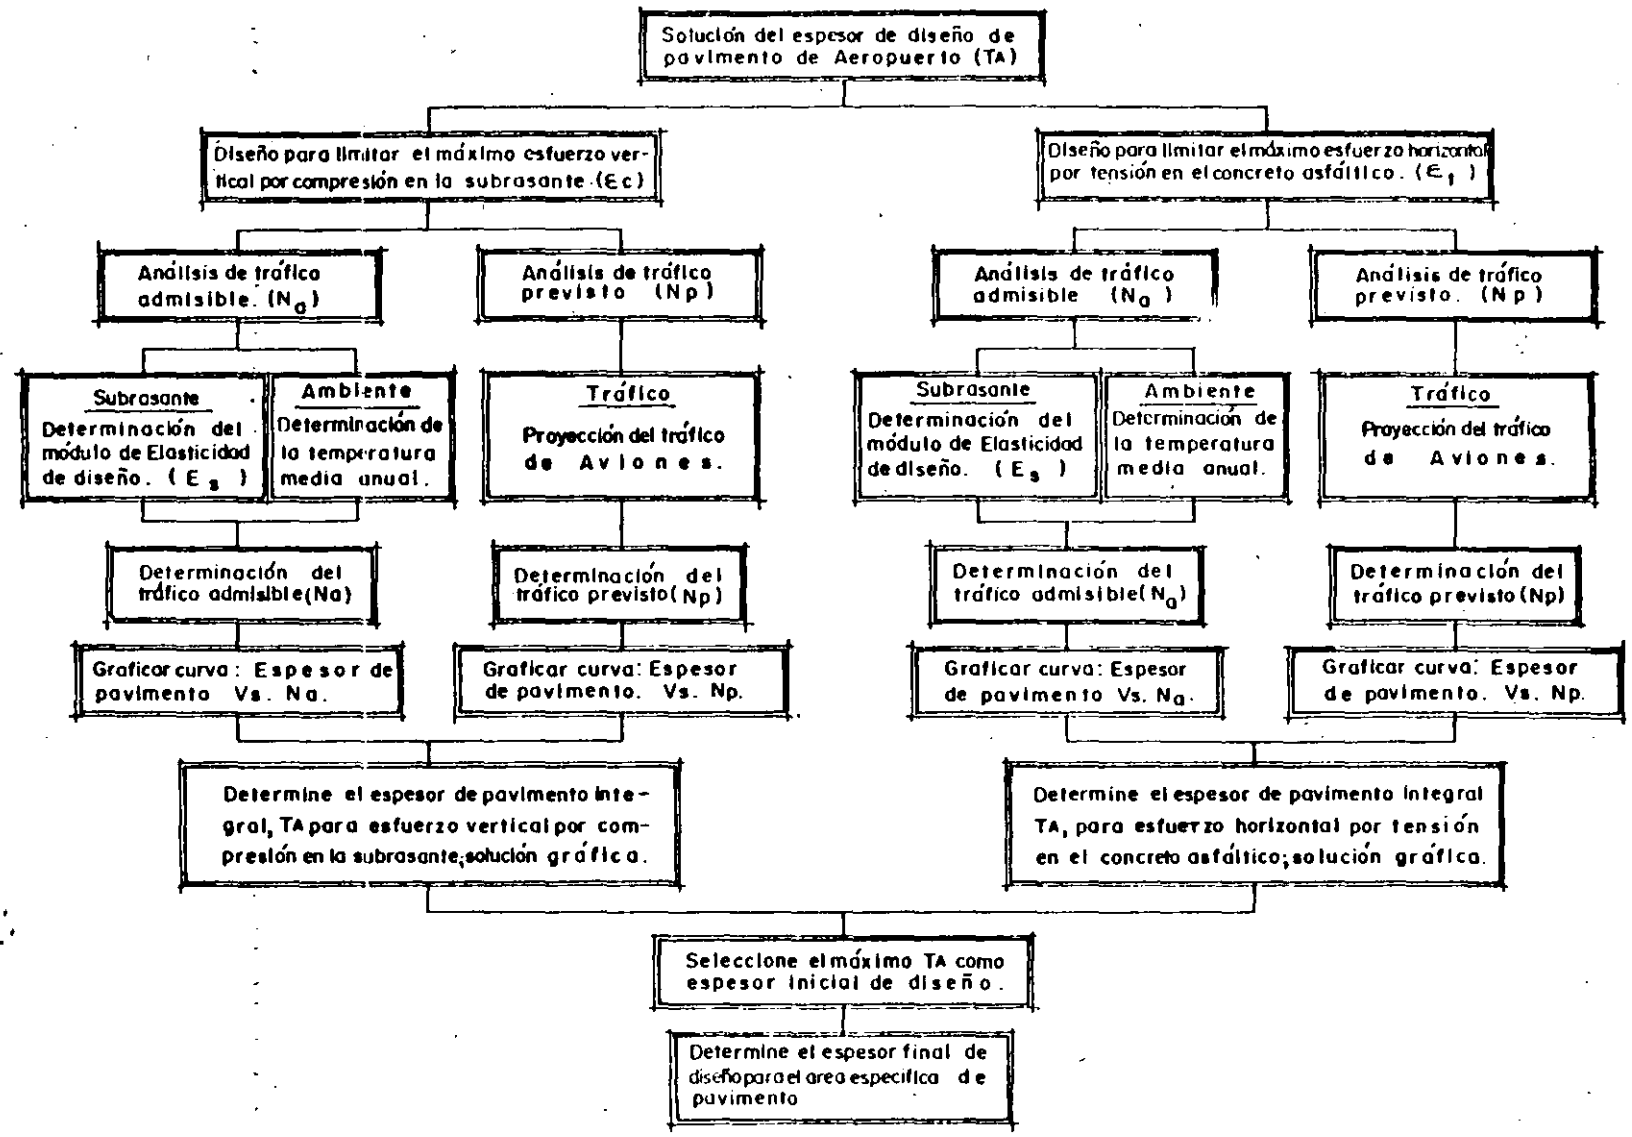 Solución del espesor de diseño de
pavimento de Aeropuerto (TA)
Diseño para limitar el máximo esfuerzo ver-
tical por compresión en la subrasante.(Ec)
Diseño para limitar el máximo esfuerzo horizontal
por tensión en el concreto asfáltico. (Et)
Análisis de tráfico
admisible. (Na)
Análisis de tráfico
previsto (Np)
Análisis de tráfico
admisible (Na)
Análisis de tráfico
previsto. (Np)
Subrasante
Determinación del
módulo de Elasticidad
de diseño. (Es)
Ambiente
Determinación de
la temperatura
media anual.
Tráfico
Proyección del tráfico
de Aviones.
Subrasante
Determinación del
módulo de Elasticidad
de diseño. (Es)
Ambiente
Determinación de
la temperatura
media anual.
Tráfico
Proyección del tráfico
de Aviones.
Determinación del
tráfico admisible(Na)
Determinación del
tráfico previsto(Np)
Determinación del
tráfico admisible(Na)
Determinación del
tráfico previsto(Np)
Graficar curva: Espesor de
pavimento Vs. Na.
Graficar curva: Espesor
de pavimento. Vs. Np.
Graficar curva: Espesor
de pavimento Vs. Na.
Graficar curva: Espesor
de pavimento. Vs. Np.
Determine el espesor de pavimento inte-
gral, TA para esfuerzo vertical por com-
presión en la subrasante; solución gráfica.
Determine el espesor de pavimento integral
TA, para esfuerzo horizontal por tensión
en el concreto asfáltico; solución gráfica.
Seleccione el máximo TA como
espesor inicial de diseño.
Determine el espesor final de
diseño para el area especifica de
pavimento